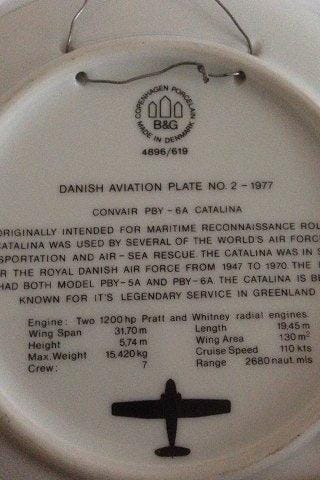 COPENHAGEN PORCELAIN
B&G
MADE IN DENMARK
4896/619
DANISH AVIATION PLATE NO. 2 - 1977
CONVAIR PBY - 6A CATALINA
ORIGINALLY INTENDED FOR MARITIME RECONNAISSANCE
CATALINA WAS USED BY SEVERAL OF THE WORLD'S AIR
AND AIR - SEA RESCUE. THE CATALINA WAS IN
THE ROYAL DANISH AIR FORCE FROM 1947 TO 1970. THE
HAD BOTH MODEL PBY-5A AND PBY-6A. THE CATALINA IS
KNOWN FOR IT'S LEGENDARY SERVICE IN GREENLAND
Engine: Two 1200 hp Pratt and Whitney radial engines
Wing Span 31,70 m Length 19,45 m
Height 5,74 m Wing Area 130 m²
Max. Weight 15,420 kg Cruise Speed 110 kts
Crew: 7 Range 2680 naut. mls